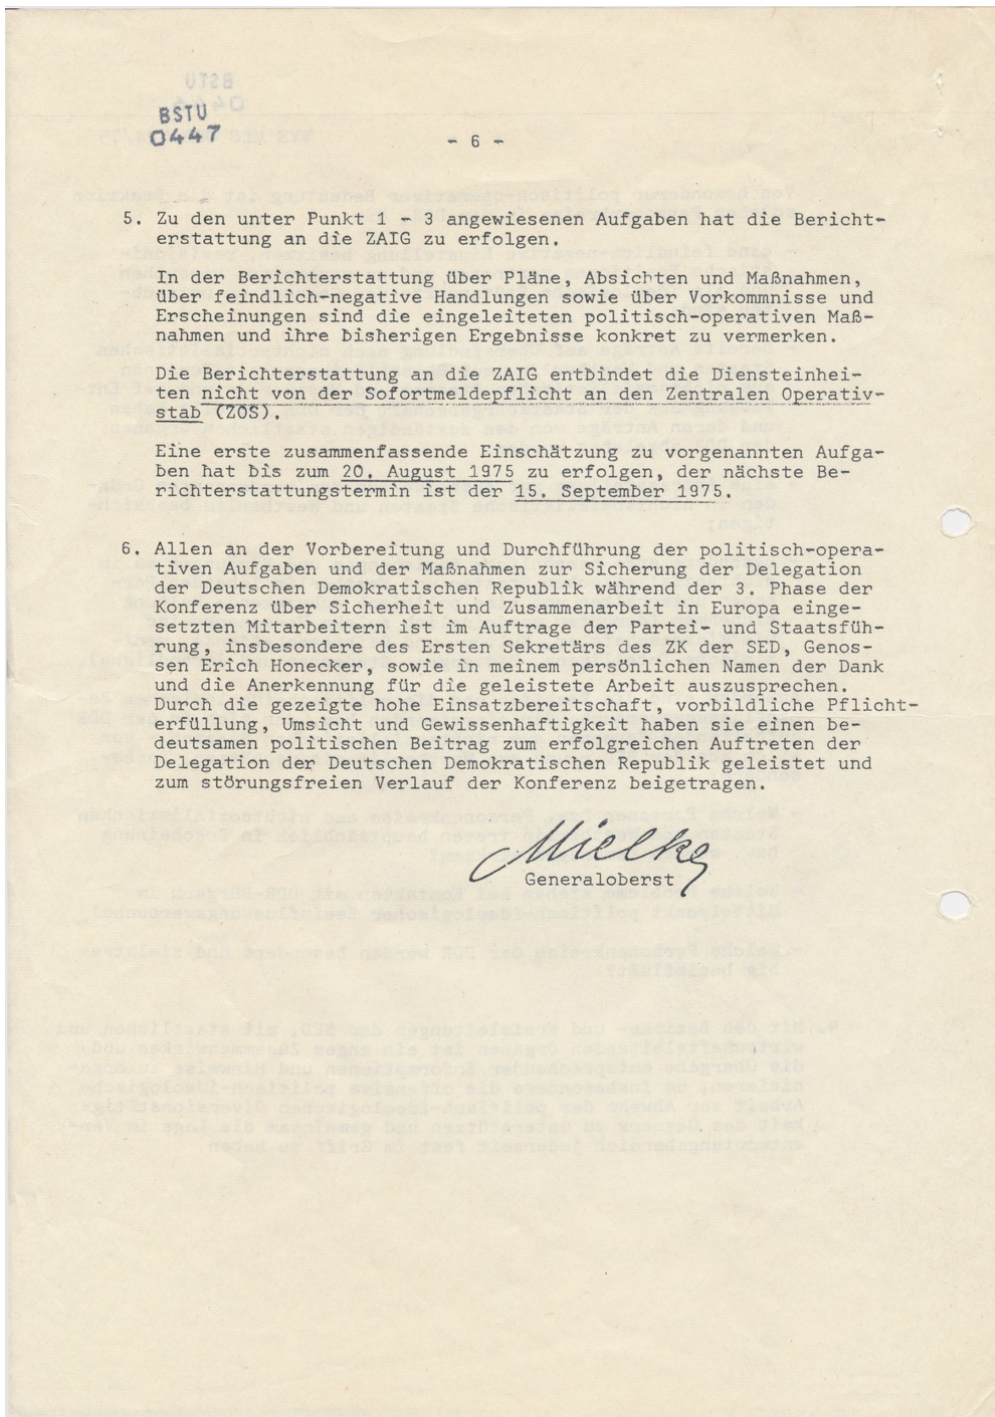 BSTU
0447
- 6 -
5. Zu den unter Punkt 1 - 3 angewiesenen Aufgaben hat die Bericht-
erstattung an die ZAIG zu erfolgen.
In der Berichterstattung über Pläne, Absichten und Maßnahmen,
über feindlich-negative Handlungen sowie über Vorkommnisse und
Erscheinungen sind die eingeleiteten politisch-operativen Maß-
nahmen und ihre bisherigen Ergebnisse konkret zu vermerken.
Die Berichterstattung an die ZAIG entbindet die Diensteinhei-
ten nicht von der Sofortmeldepflicht an den Zentralen Operativ-
stab (ZOS).
Eine erste zusammenfassende Einschätzung zu vorgenannten Aufga-
ben hat bis zum 20. August 1975 zu erfolgen, der nächste Be-
richterstattungstermin ist der 15. September 1975.
6. Allen an der Vorbereitung und Durchführung der politisch-opera-
tiven Aufgaben und der Maßnahmen zur Sicherung der Delegation
der Deutschen Demokratischen Republik während der 3. Phase der
Konferenz über Sicherheit und Zusammenarbeit in Europa einge-
setzten Mitarbeitern ist im Auftrage der Partei- und Staatsfüh-
rung, insbesondere des Ersten Sekretärs des ZK der SED, Genos-
sen Erich Honecker, sowie in meinem persönlichen Namen der Dank
und die Anerkennung für die geleistete Arbeit auszusprechen.
Durch die gezeigte hohe Einsatzbereitschaft, vorbildliche Pflicht-
erfüllung, Umsicht und Gewissenhaftigkeit haben sie einen be-
deutsamen politischen Beitrag zum erfolgreichen Auftreten der
Delegation der Deutschen Demokratischen Republik geleistet und
zum störungsfreien Verlauf der Konferenz beigetragen.
Mielke
Generaloberst